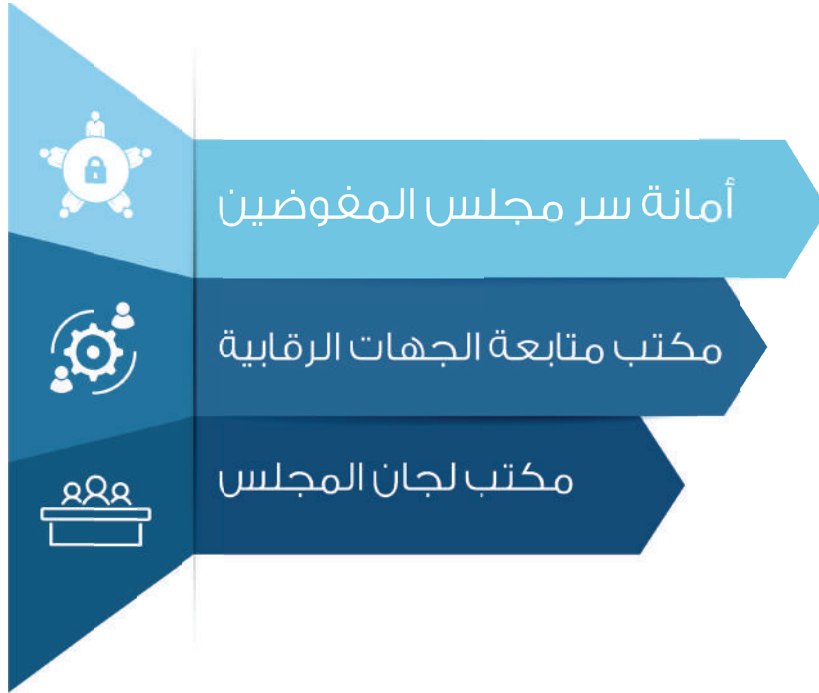 أمانة سر مجلس المفوضين
مكتب متابعة الجهات الرقابية
مكتب لجان المجلس